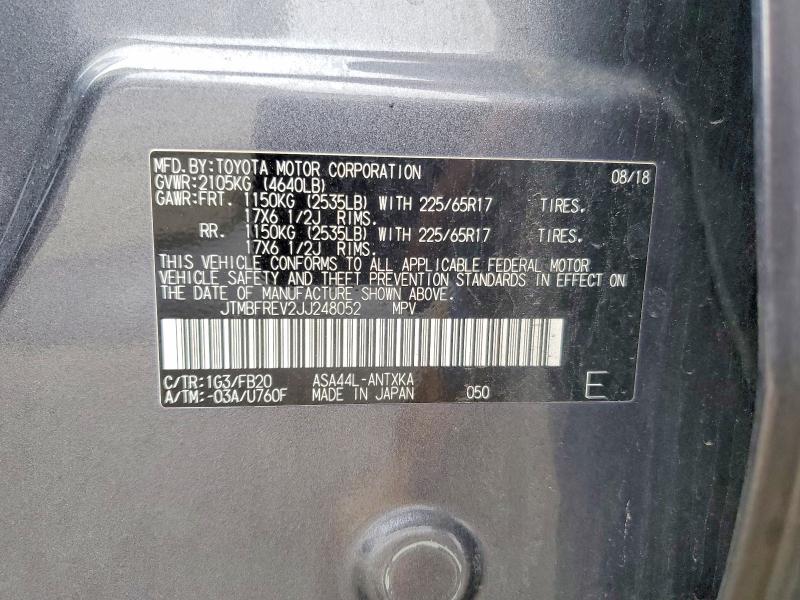 MFD.BY:TOYOTA MOTOR CORPORATION 08/18
GVWR:2105KG (4640LB)
GAWR:FRT. 1150KG (2535LB) WITH 225/65R17 TIRES.
17X6 1/2J RIMS.
RR. 1150KG (2535LB) WITH 225/65R17 TIRES.
17X6 1/2J RIMS.
THIS VEHICLE CONFORMS TO ALL APPLICABLE FEDERAL MOTOR
VEHICLE SAFETY AND THEFT PREVENTION STANDARDS IN EFFECT ON
THE DATE OF MANUFACTURE SHOWN ABOVE.
JTMBFREV2JJ248052 MPV
C/TR:1G3/FB20 ASA44L-ANTXKA
A/TM:-03A/U760F MADE IN JAPAN 050 E